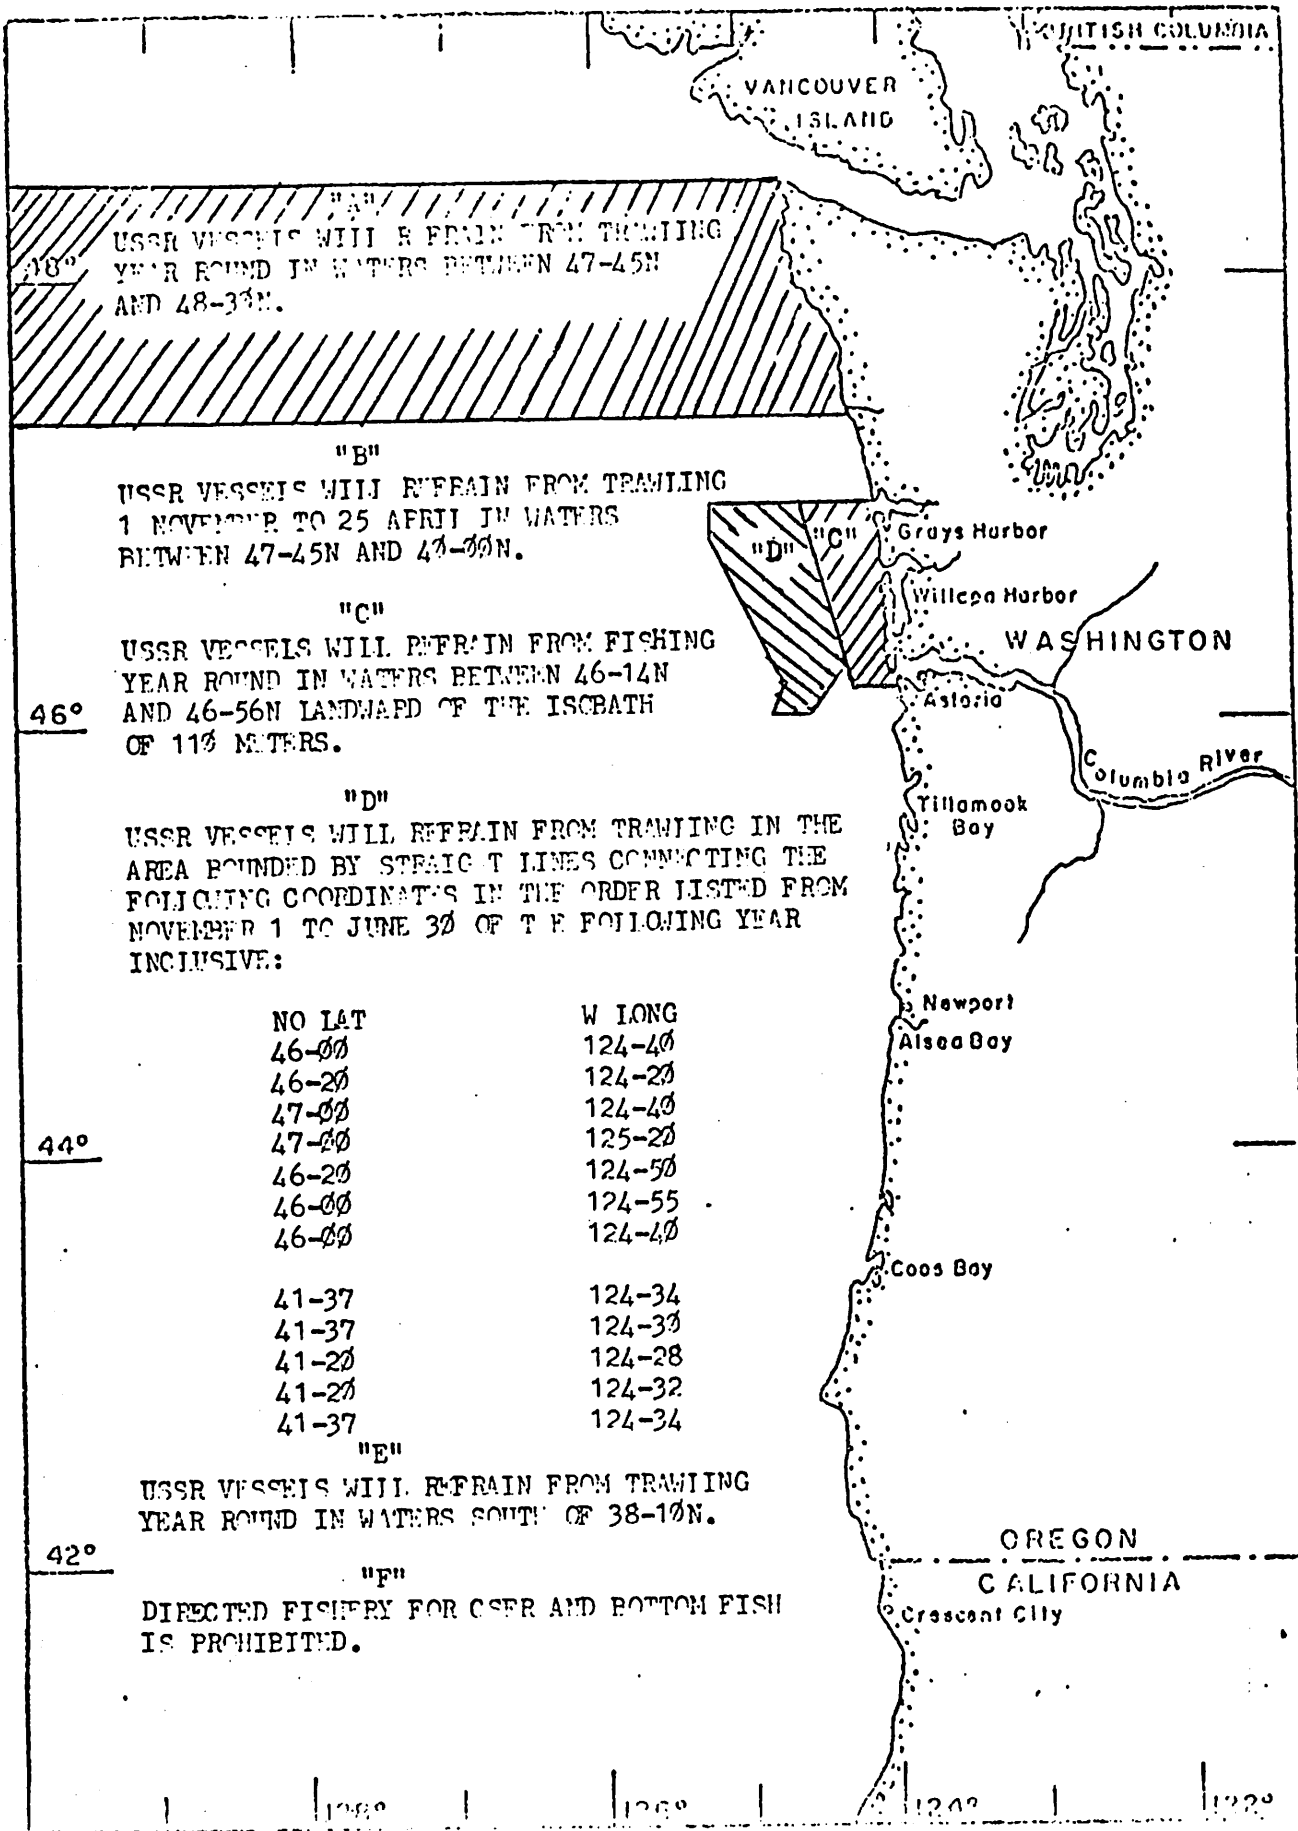 BRITISH COLUMBIA
VANCOUVER
ISLAND
"A"
USSR VESSELS WILL REFRAIN FROM TRAWLING
48°
YEAR ROUND IN WATERS BETWEEN 47-45N
AND 48-30N.
"B"
USSR VESSELS WILL REFRAIN FROM TRAWLING
1 NOVEMBER TO 25 APRIL IN WATERS
BETWEEN 47-45N AND 40-00N.
"D"
"C"
Grays Harbor
Willapa Harbor
WASHINGTON
"C"
USSR VESSELS WILL REFRAIN FROM FISHING
YEAR ROUND IN WATERS BETWEEN 46-14N
AND 46-56N LANDWARD OF THE ISOBATH
OF 110 METERS.
46°
Astoria
Columbia River
Tillamook
Bay
"D"
USSR VESSELS WILL REFRAIN FROM TRAWLING IN THE
AREA BOUNDED BY STRAIGHT LINES CONNECTING THE
FOLLOWING COORDINATES IN THE ORDER LISTED FROM
NOVEMBER 1 TO JUNE 30 OF THE FOLLOWING YEAR
INCLUSIVE:
NO LAT W LONG
46-00 124-40
46-20 124-20
47-00 124-40
47-00 125-20
46-20 124-50
46-00 124-55
46-00 124-40
41-37 124-34
41-37 124-30
41-20 124-28
41-20 124-32
41-37 124-34
Newport
Alsea Bay
44°
Coos Bay
"E"
USSR VESSELS WILL REFRAIN FROM TRAWLING
YEAR ROUND IN WATERS SOUTH OF 38-10N.
42°
OREGON
CALIFORNIA
Crescent City
"F"
DIRECTED FISHERY FOR AND BOTTOM FISH
IS PROHIBITED.
128°
126°
124°
122°